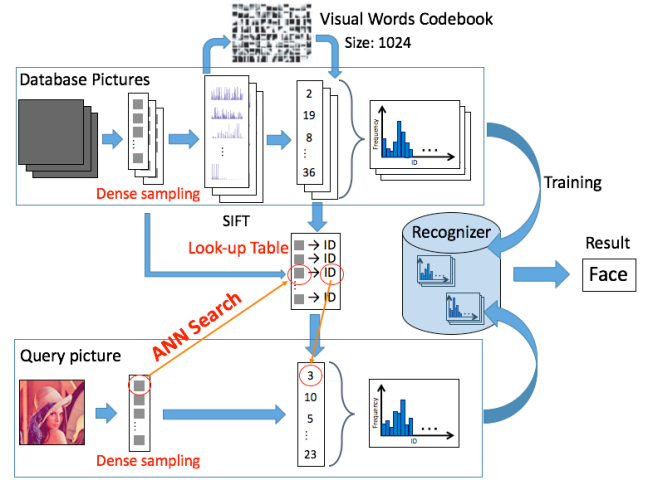 Visual Words Codebook
Size: 1024
Database Pictures
2
19
8
⋮
36
Frequency
ID
...
Dense sampling
SIFT
Training
Look-up Table
ID
ID
ID
ID
Recognizer
Result
Face
ANN Search
Query picture
3
10
5
⋮
23
Frequency
ID
...
Dense sampling